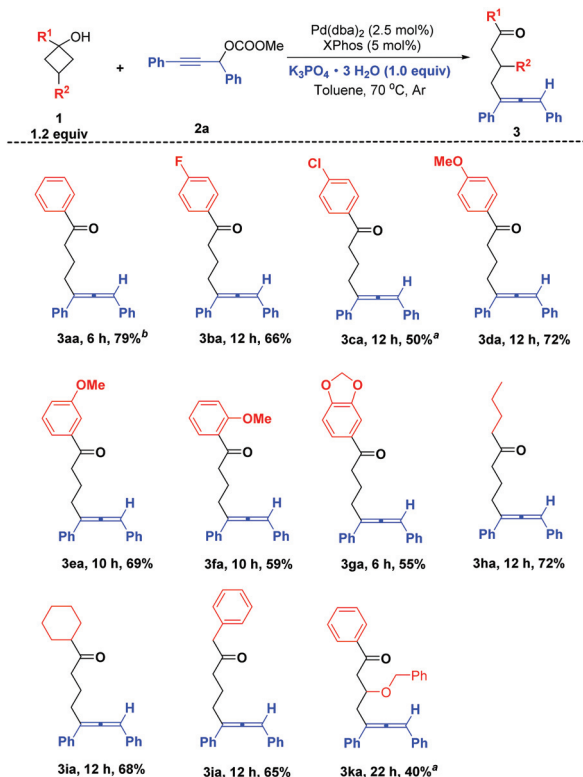 R¹ OH
R²
1
1.2 equiv
+
Ph OCOOMe
Ph
2a
Pd(dba)₂ (2.5 mol%)
XPhos (5 mol%)
K₃PO₄ • 3 H₂O (1.0 equiv)
Toluene, 70 ⁰C, Ar
R¹
O
R²
H
Ph Ph
3
O
H
Ph Ph
3aa, 6 h, 79%ᵇ
F
O
H
Ph Ph
3ba, 12 h, 66%
Cl
O
H
Ph Ph
3ca, 12 h, 50%ᵃ
MeO
O
H
Ph Ph
3da, 12 h, 72%
OMe
O
H
Ph Ph
3ea, 10 h, 69%
OMe
O
H
Ph Ph
3fa, 10 h, 59%
O
O
O
H
Ph Ph
3ga, 6 h, 55%
O
H
Ph Ph
3ha, 12 h, 72%
O
H
Ph Ph
3ia, 12 h, 68%
O
H
Ph Ph
3ja, 12 h, 65%
O
O Ph
H
Ph Ph
3ka, 22 h, 40%ᵃ